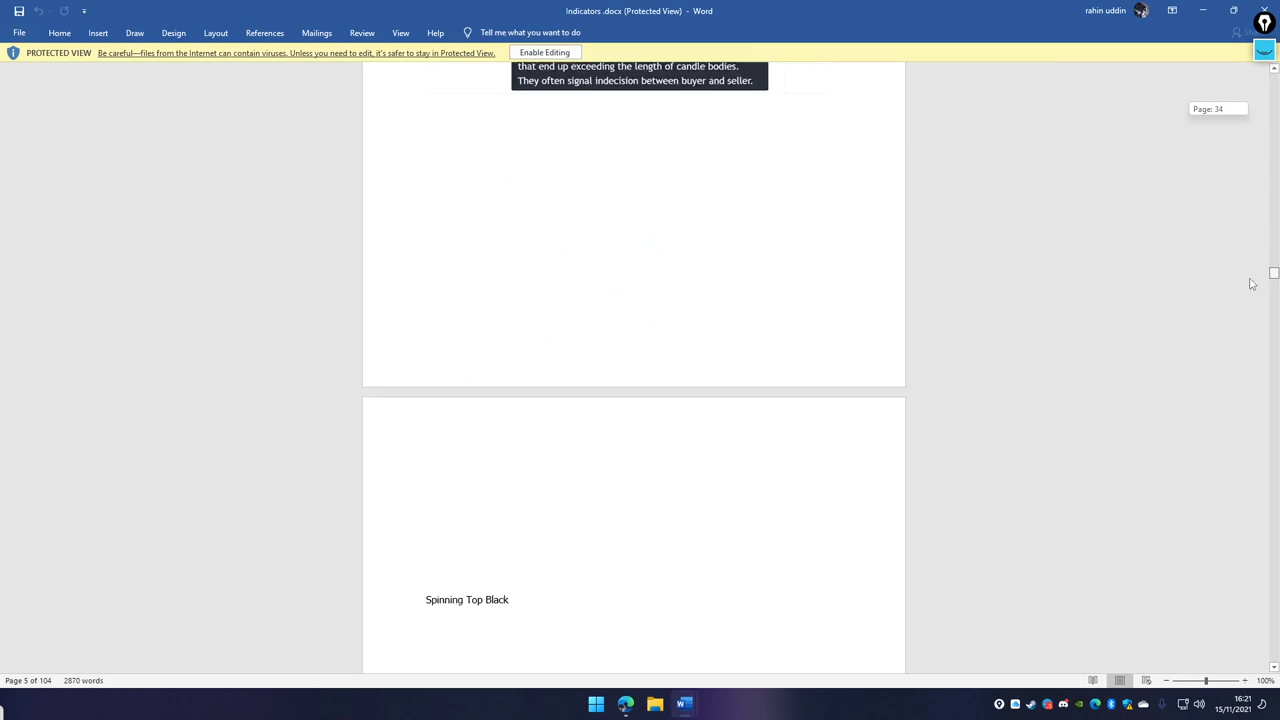 Indicators .docx (Protected View) - Word
rahin uddin
File Home Insert Draw Design Layout References Mailings Review View Help Tell me what you want to do
PROTECTED VIEW Be careful—files from the Internet can contain viruses. Unless you need to edit, it's safer to stay in Protected View. Enable Editing
that end up exceeding the length of candle bodies.
They often signal indecision between buyer and seller.
Page: 34
Spinning Top Black
Page 5 of 104 2870 words
100%
16:21
15/11/2021